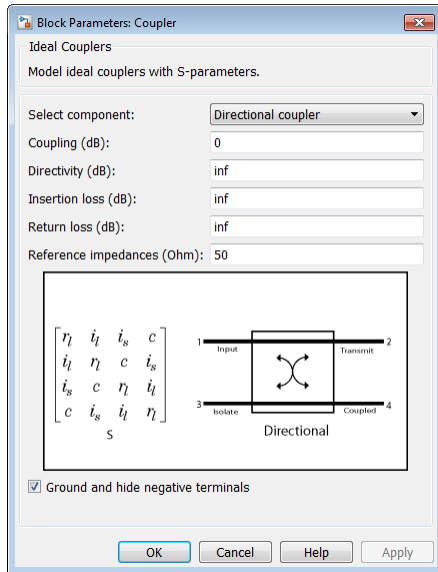 Block Parameters: Coupler
Ideal Couplers
Model ideal couplers with S-parameters.
Select component: Directional coupler
Coupling (dB): 0
Directivity (dB): inf
Insertion loss (dB): inf
Return loss (dB): inf
Reference impedances (Ohm): 50
r_l i_l i_s c
i_l r_l c i_s
i_s c r_l i_l
c i_s i_l r_l
S
1 Input Transmit 2
3 Isolate Coupled 4
Directional
Ground and hide negative terminals
OK Cancel Help Apply